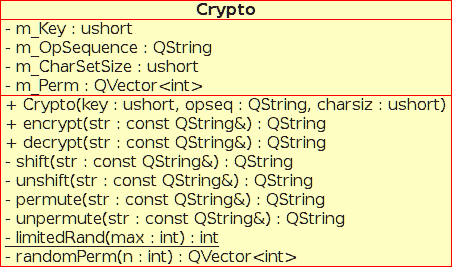 Crypto
- m_Key : ushort
- m_OpSequence : QString
- m_CharSetSize : ushort
- m_Perm : QVector<int>
+ Crypto(key : ushort, opseq : QString, charsiz : ushort)
+ encrypt(str : const QString&) : QString
+ decrypt(str : const QString&) : QString
- shift(str : const QString&) : QString
- unshift(str : const QString&) : QString
- permute(str : const QString&) : QString
- unpermute(str : const QString&) : QString
- limitedRand(max : int) : int
- randomPerm(n : int) : QVector<int>